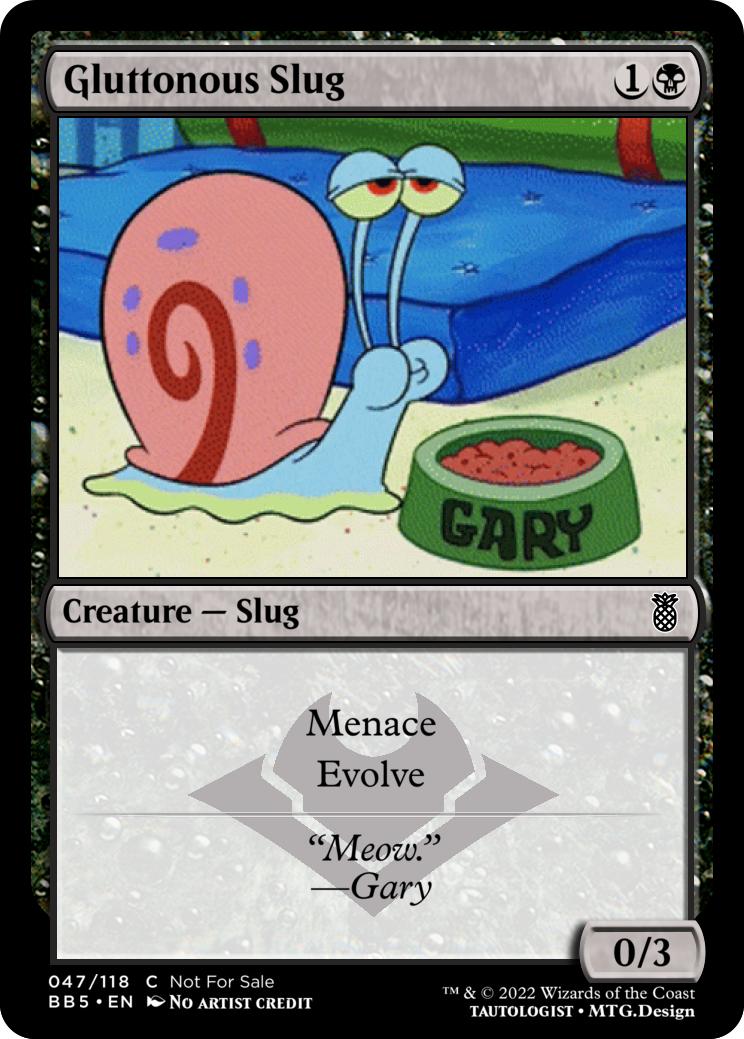 Gluttonous Slug 1
GARY
Creature — Slug
Menace
Evolve
“Meow.”
—Gary
0/3
047/118 C Not For Sale
BB5 • EN No artist credit
™ & © 2022 Wizards of the Coast
TAUTOLOGIST • MTG.Design